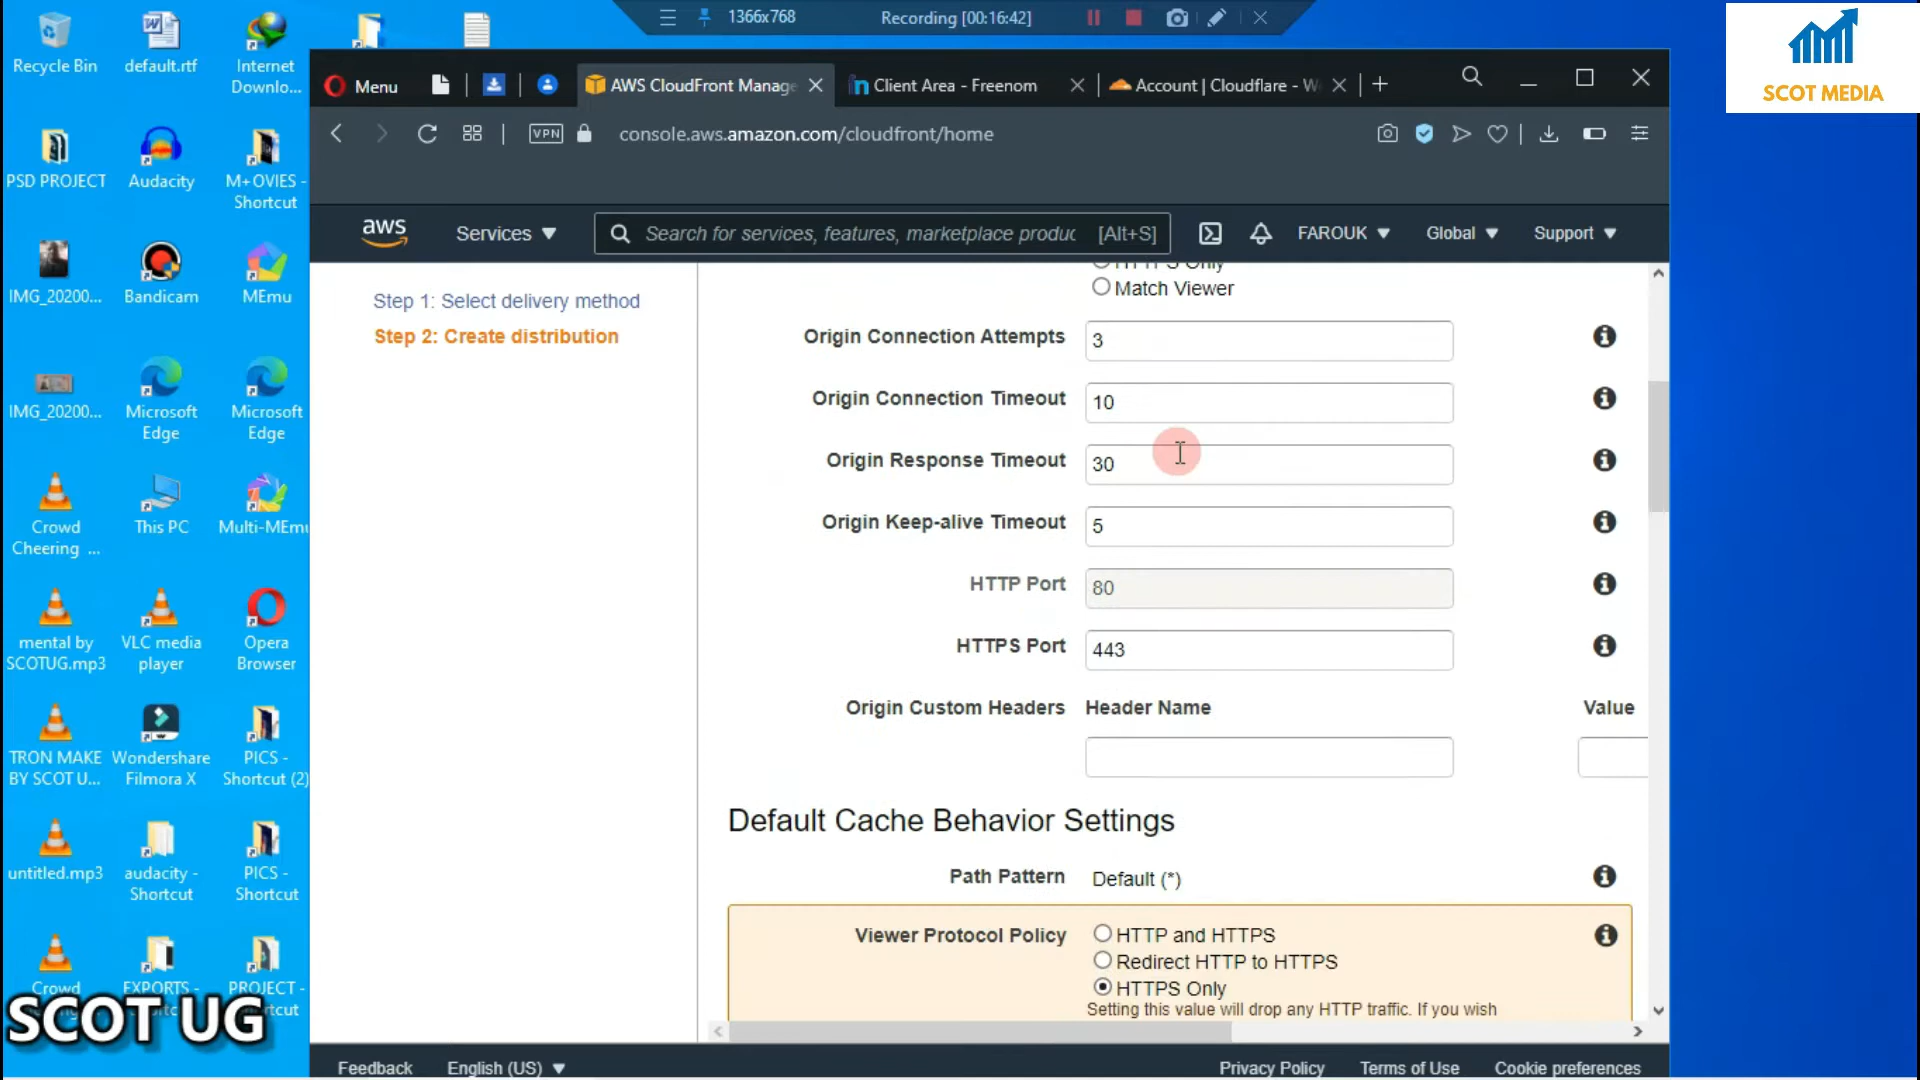 1366x768
Recording [00:16:42]
SCOT MEDIA
Recycle Bin
default.rtf
Internet Downlo...
PSD PROJECT
Audacity
M+OVIES - Shortcut
IMG_20200...
Bandicam
MEmu
IMG_20200...
Microsoft Edge
Microsoft Edge
Crowd Cheering ...
This PC
Multi-MEmu
mental by SCOTUG.mp3
VLC media player
Opera Browser
TRON MAKE BY SCOT U...
Wondershare Filmora X
PICS - Shortcut (2)
untitled.mp3
audacity - Shortcut
PICS - Shortcut
Crowd
EXPORTS -
PROJECT -
SCOT UG
Menu
AWS CloudFront Manage
Client Area - Freenom
Account | Cloudflare - W
VPN
console.aws.amazon.com/cloudfront/home
aws
Services
Search for services, features, marketplace produc
[Alt+S]
FAROUK
Global
Support
Step 1: Select delivery method
Step 2: Create distribution
HTTPS Only
Match Viewer
Origin Connection Attempts 3
Origin Connection Timeout 10
Origin Response Timeout 30
Origin Keep-alive Timeout 5
HTTP Port 80
HTTPS Port 443
Origin Custom Headers Header Name Value
Default Cache Behavior Settings
Path Pattern Default (*)
Viewer Protocol Policy HTTP and HTTPS
Redirect HTTP to HTTPS
HTTPS Only
Setting this value will drop any HTTP traffic. If you wish
Feedback
English (US)
Privacy Policy
Terms of Use
Cookie preferences